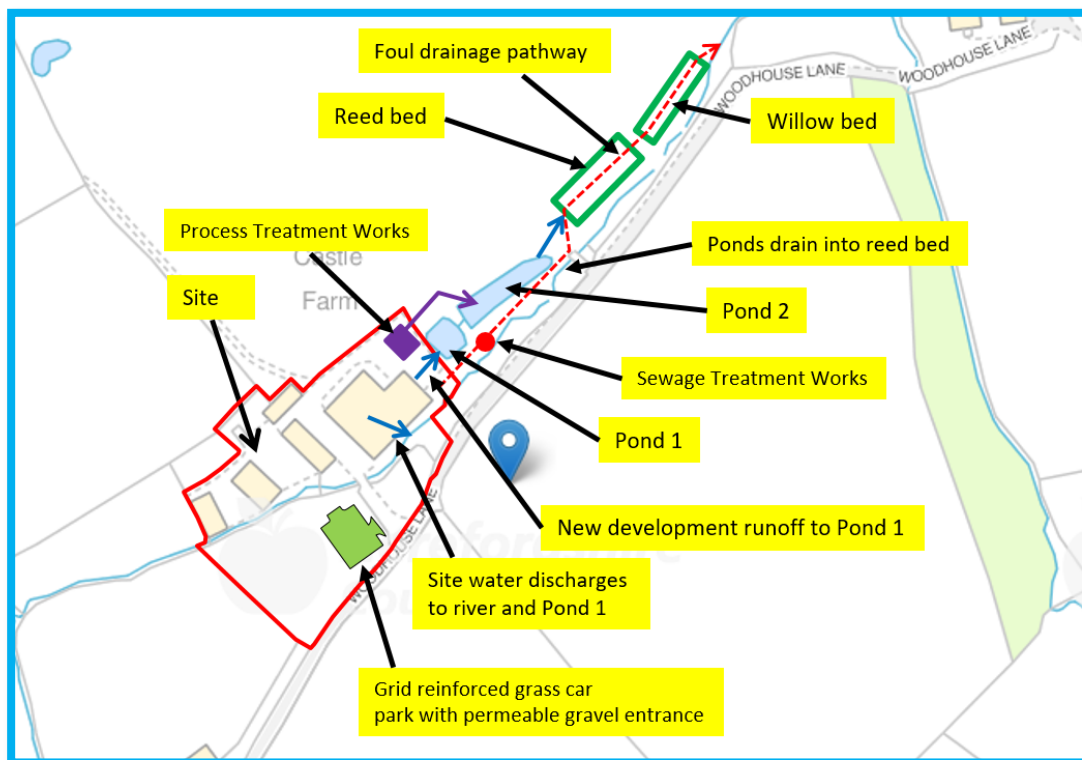 Foul drainage pathway
WOODHOUSE LANE
WOODHOUSE LANE
Reed bed
Willow bed
Process Treatment Works
Castle
Farm
Ponds drain into reed bed
Site
Pond 2
Sewage Treatment Works
Pond 1
New development runoff to Pond 1
WOODHOUSE LANE
Site water discharges
to river and Pond 1
Grid reinforced grass car
park with permeable gravel entrance